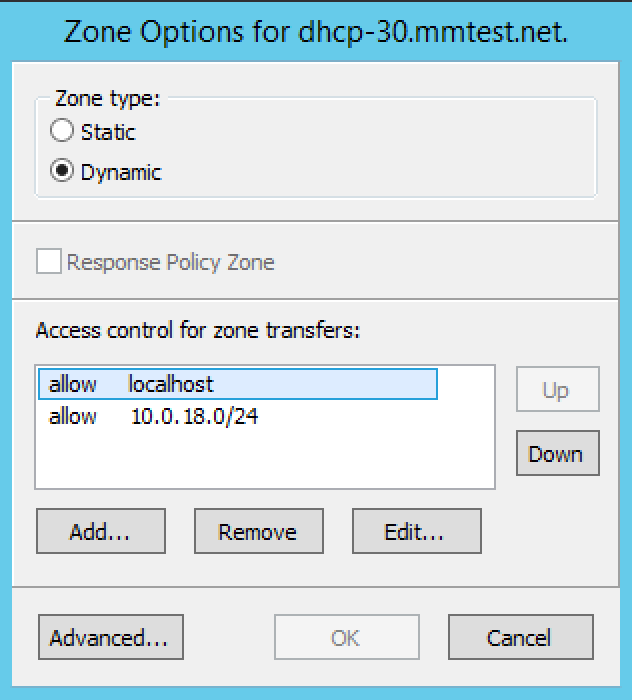 Zone Options for dhcp-30.mmtest.net.
Zone type:
Static
Dynamic
Response Policy Zone
Access control for zone transfers:
allow localhost
allow 10.0.18.0/24
Up
Down
Add... Remove Edit...
Advanced... OK Cancel